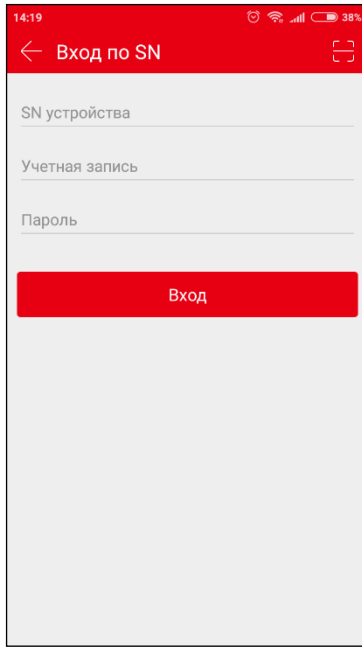 14:19
38%
Вход по SN
SN устройства
Учетная запись
Пароль
Вход